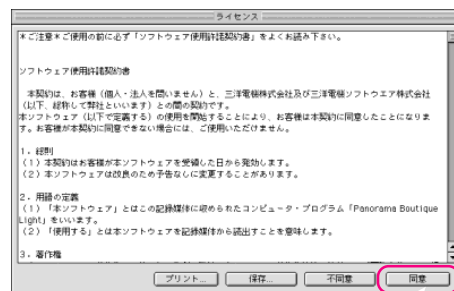 ライセンス
＊ご注意＊ご使用の前に必ず「ソフトウェア使用許諾契約書」をよくお読み下さい。
ソフトウェア使用許諾契約書
本契約は、お客様（個人・法人を問いません）と、三洋電機株式会社及び三洋電機ソフトウエア株式会社
（以下、総称して弊社といいます）との間の契約です。
本ソフトウェア（以下で定義する）の使用を開始することにより、お客様は本契約に同意したことになりま
す。お客様が本契約に同意できない場合には、ご使用いただけません。
1．総則
（1）本契約はお客様が本ソフトウェアを受領した日から発効します。
（2）本ソフトウェアは改良のため予告なしに変更することがあります。
2．用語の定義
（1）「本ソフトウェア」とはこの記録媒体に収められたコンピュータ・プログラム「Panorama Boutique
Light」をいいます。
（2）「使用する」とは本ソフトウェアを記録媒体から読出すことを意味します。
3．著作権
プリント... 保存... 不同意 同意